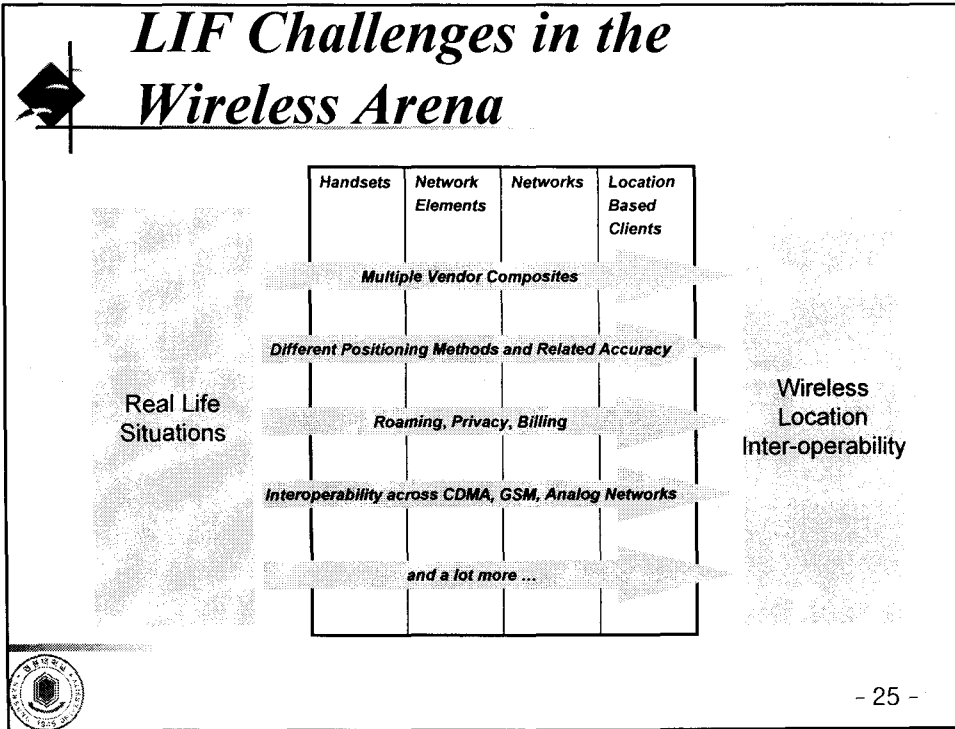 LIF Challenges in the
Wireless Arena
Handsets
Network
Elements
Networks
Location
Based
Clients
Multiple Vendor Composites
Different Positioning Methods and Related Accuracy
Real Life
Situations
Roaming, Privacy, Billing
Wireless
Location
Inter-operability
Interoperability across CDMA, GSM, Analog Networks
and a lot more ...
- 25 -